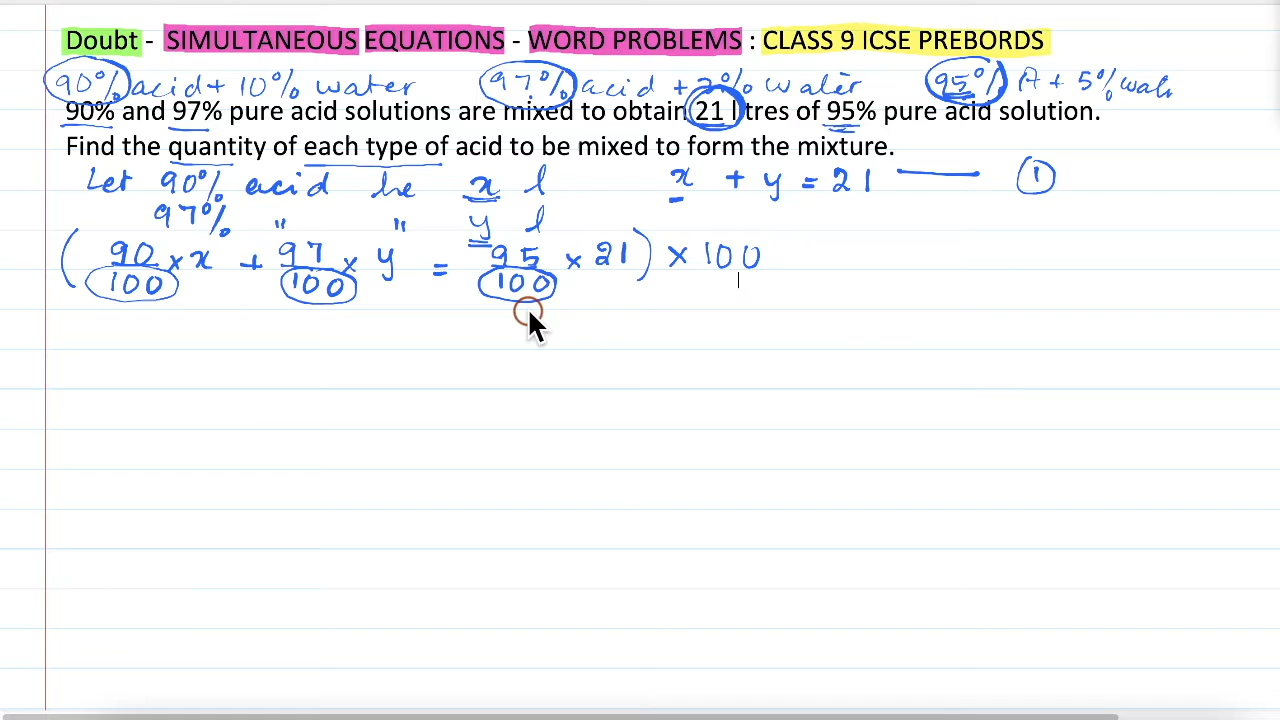 Doubt - SIMULTANEOUS EQUATIONS - WORD PROBLEMS : CLASS 9 ICSE PREBORDS
90% acid + 10% water 97% acid + 3% water 95% A + 5% wate
90% and 97% pure acid solutions are mixed to obtain 21 litres of 95% pure acid solution.
Find the quantity of each type of acid to be mixed to form the mixture.
Let 90% acid be x l x + y = 21 —— ①
97% " " y l
( 90/100 × x + 97/100 × y = 95/100 × 21 ) × 100